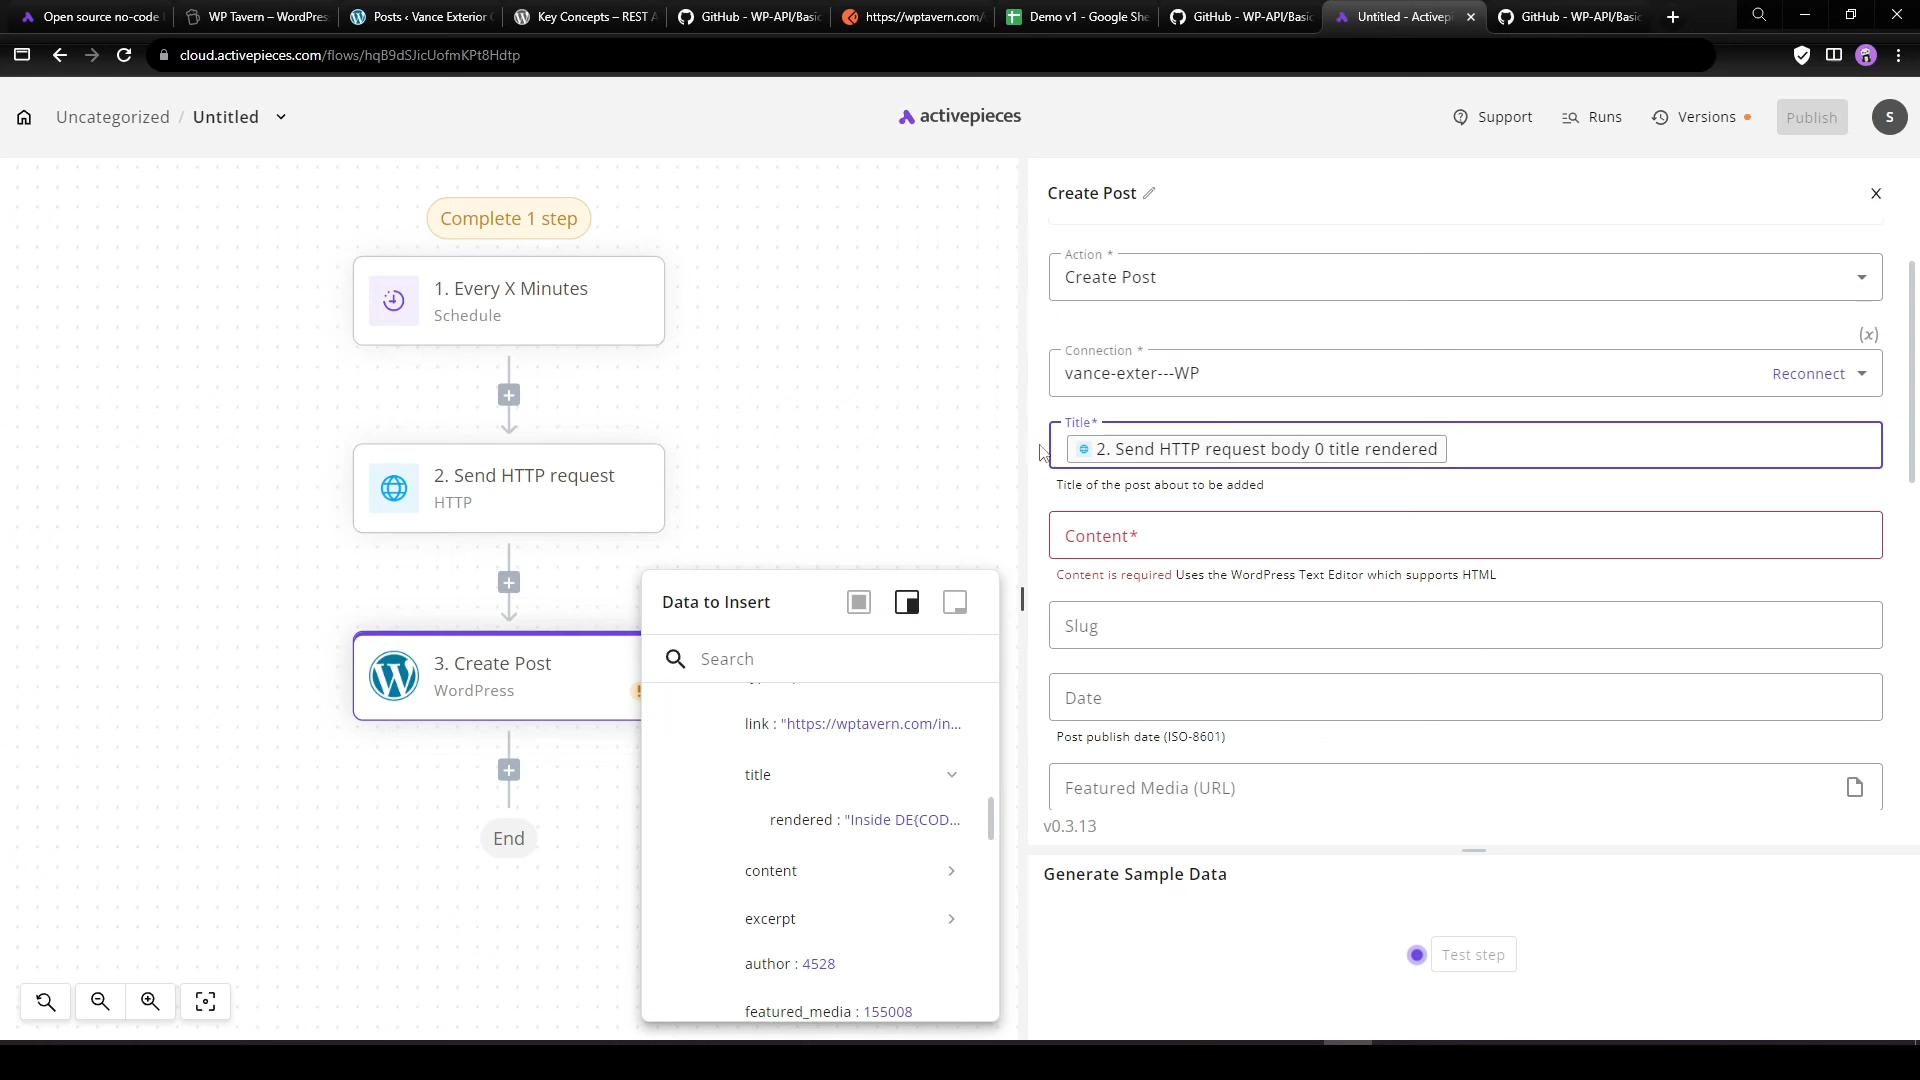 Open source no-code
WP Tavern – WordPres
Posts ‹ Vance Exterior
Key Concepts – REST A
GitHub - WP-API/Basic
https://wptavern.com/
Demo v1 - Google She
GitHub - WP-API/Basic
Untitled - Activepi
GitHub - WP-API/Basic
cloud.activepieces.com/flows/hqB9dSJicUofmKPt8Hdtp
Uncategorized / Untitled
activepieces
Support
Runs
Versions
Publish
S
Complete 1 step
1. Every X Minutes
Schedule
2. Send HTTP request
HTTP
3. Create Post
WordPress
End
Data to Insert
Search
link : "https://wptavern.com/in...
title
rendered : "Inside DE{COD...
content
excerpt
author : 4528
featured_media : 155008
Create Post
Action *
Create Post
(x)
Connection *
vance-exter---WP
Reconnect
Title*
2. Send HTTP request body 0 title rendered
Title of the post about to be added
Content*
Content is required Uses the WordPress Text Editor which supports HTML
Slug
Date
Post publish date (ISO-8601)
Featured Media (URL)
v0.3.13
Generate Sample Data
Test step